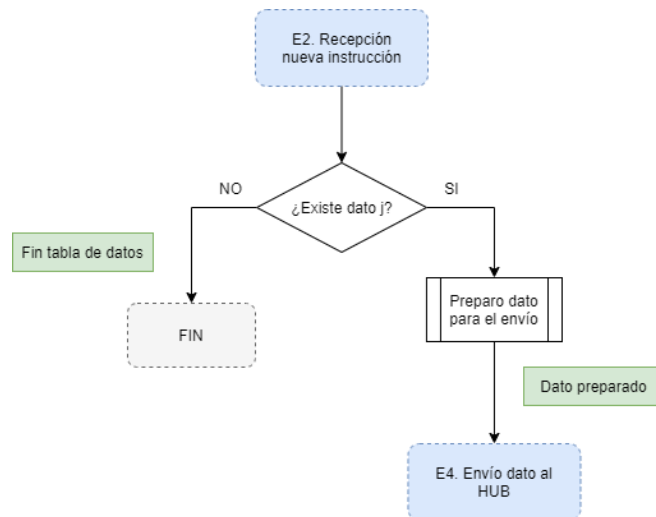 E2. Recepción
nueva instrucción
NO
SI
¿Existe dato j?
Fin tabla de datos
FIN
Preparo dato
para el envío
Dato preparado
E4. Envío dato al
HUB